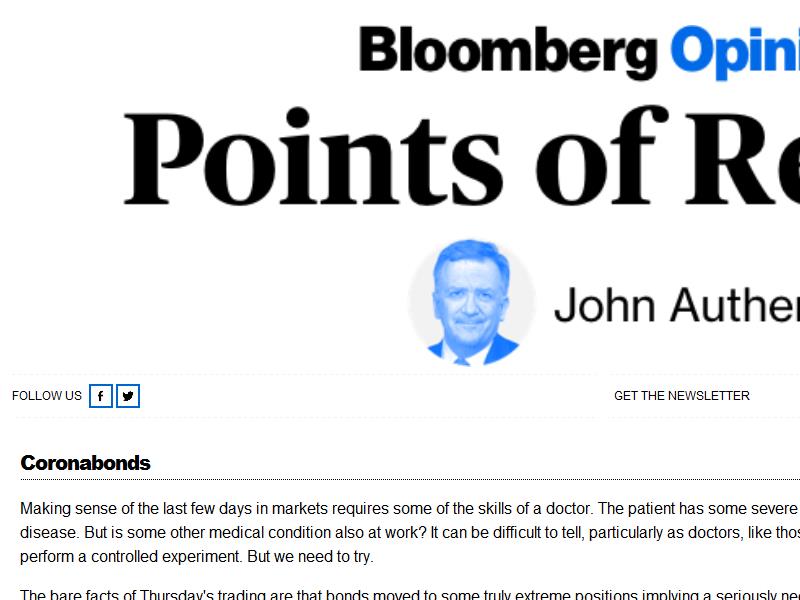 Bloomberg Opini
Points of Re
John Auther
FOLLOW US
GET THE NEWSLETTER
Coronabonds
Making sense of the last few days in markets requires some of the skills of a doctor. The patient has some severe
disease. But is some other medical condition also at work? It can be difficult to tell, particularly as doctors, like thos
perform a controlled experiment. But we need to try.
The bare facts of Thursday's trading are that bonds moved to some truly extreme positions implying a seriously neg